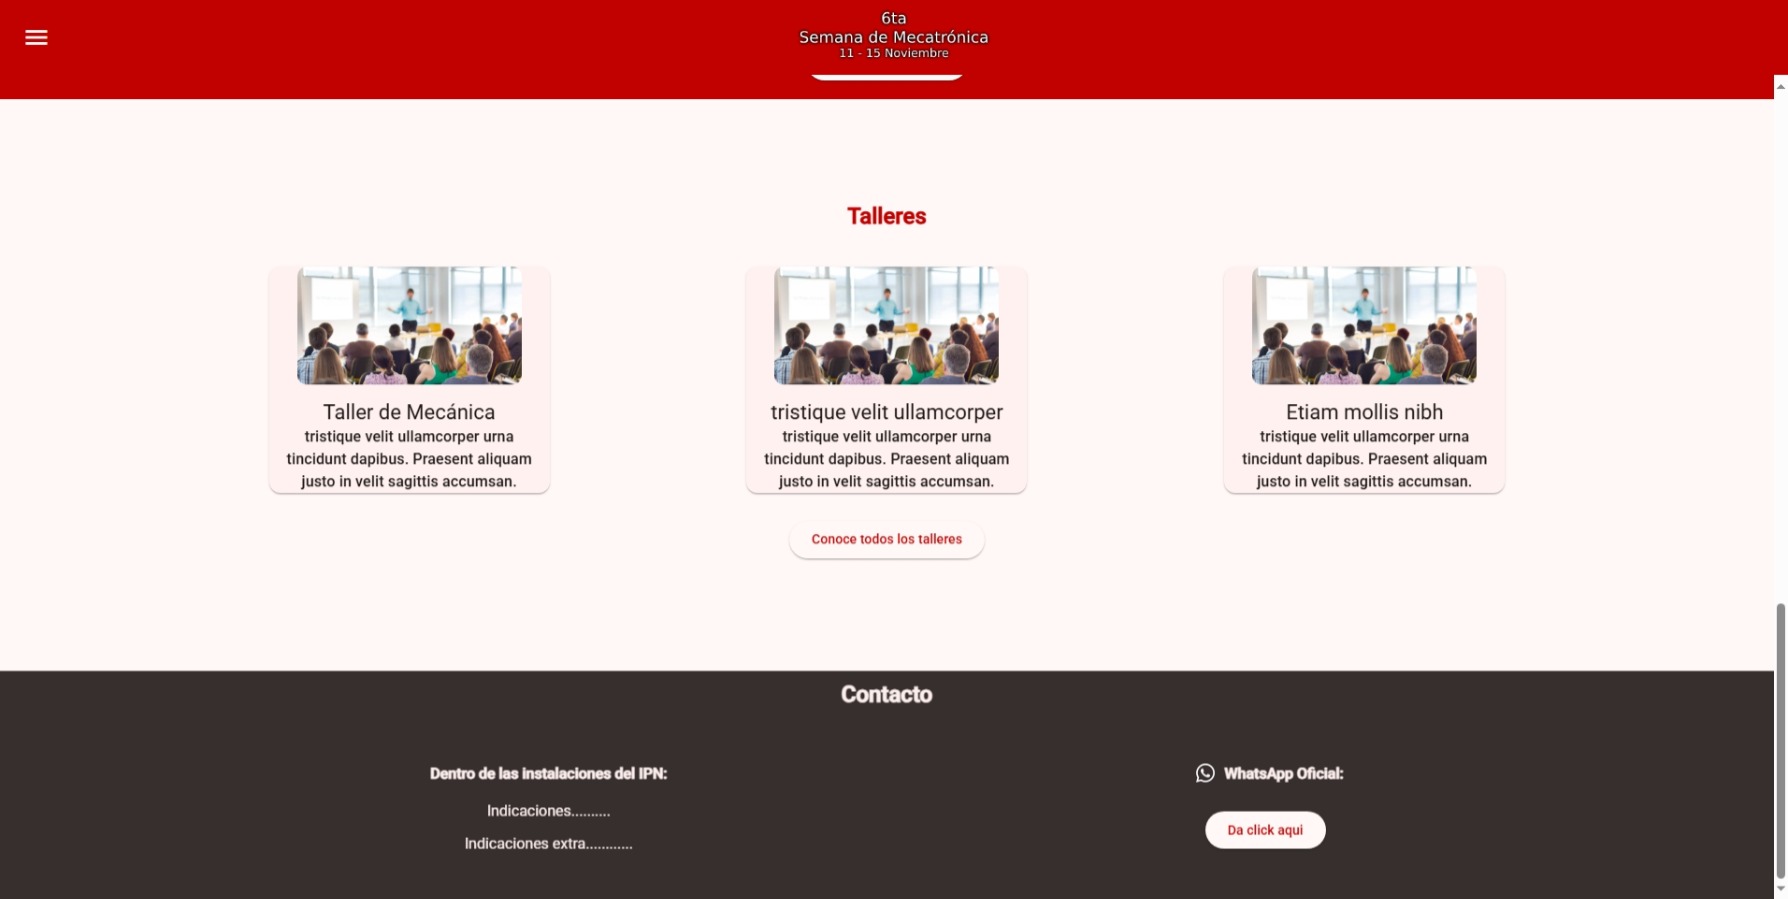 6ta
Semana de Mecatrónica
11 - 15 Noviembre
Talleres
Taller de Mecánica
tristique velit ullamcorper urna
tincidunt dapibus. Praesent aliquam
justo in velit sagittis accumsan.
tristique velit ullamcorper
tristique velit ullamcorper urna
tincidunt dapibus. Praesent aliquam
justo in velit sagittis accumsan.
Etiam mollis nibh
tristique velit ullamcorper urna
tincidunt dapibus. Praesent aliquam
justo in velit sagittis accumsan.
Conoce todos los talleres
Contacto
Dentro de las instalaciones del IPN:
Indicaciones..........
Indicaciones extra............
WhatsApp Oficial:
Da click aqui